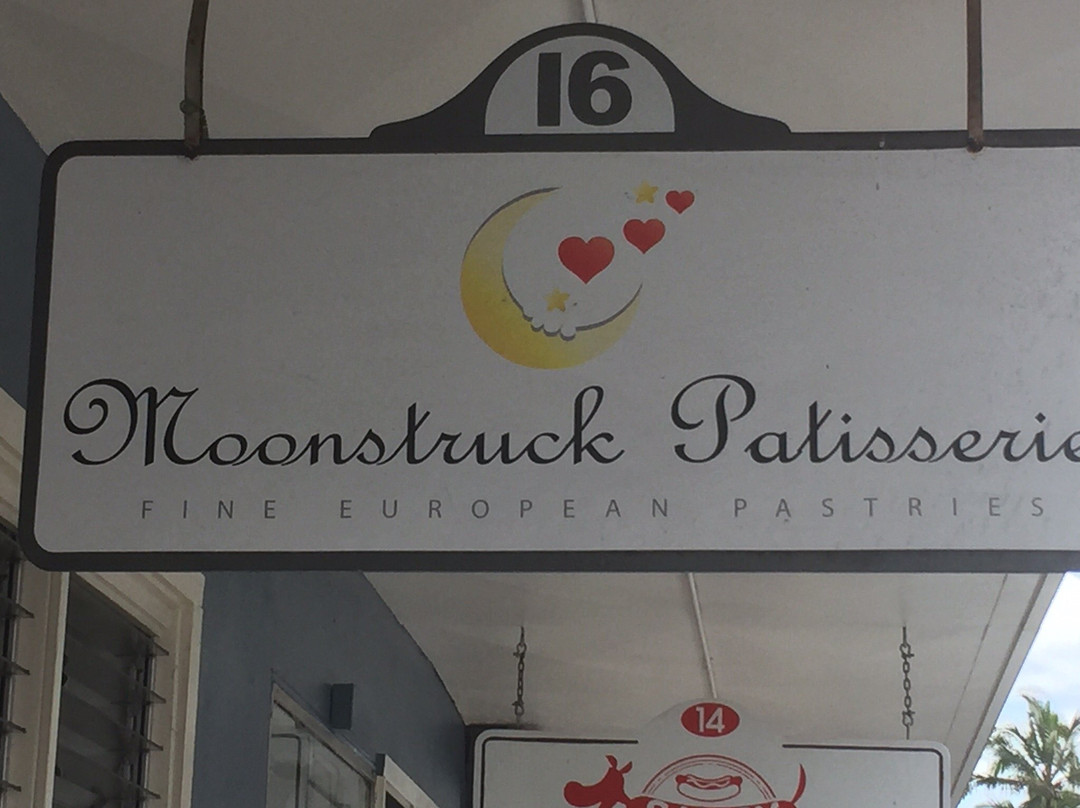 16
Moonstruck Patisserie
FINE EUROPEAN PASTRIES
14